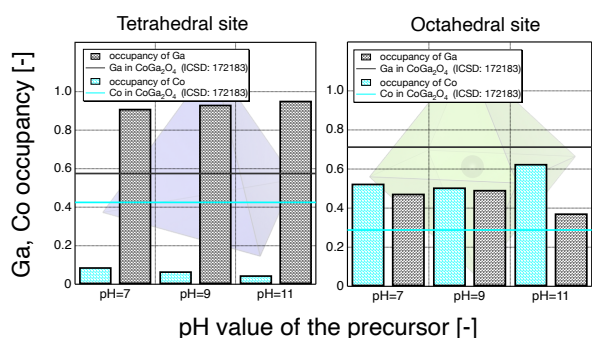 Tetrahedral site
Octahedral site
occupancy of Ga
Ga in CoGa₂O₄ (ICSD: 172183)
occupancy of Co
Co in CoGa₂O₄ (ICSD: 172183)
occupancy of Ga
Ga in CoGa₂O₄ (ICSD: 172183)
occupancy of Co
Co in CoGa₂O₄ (ICSD: 172183)
Ga, Co occupancy [-]
1.0
0.8
0.6
0.4
0.2
0
1.0
0.8
0.6
0.4
0.2
0
pH=7
pH=9
pH=11
pH=7
pH=9
pH=11
pH value of the precursor [-]